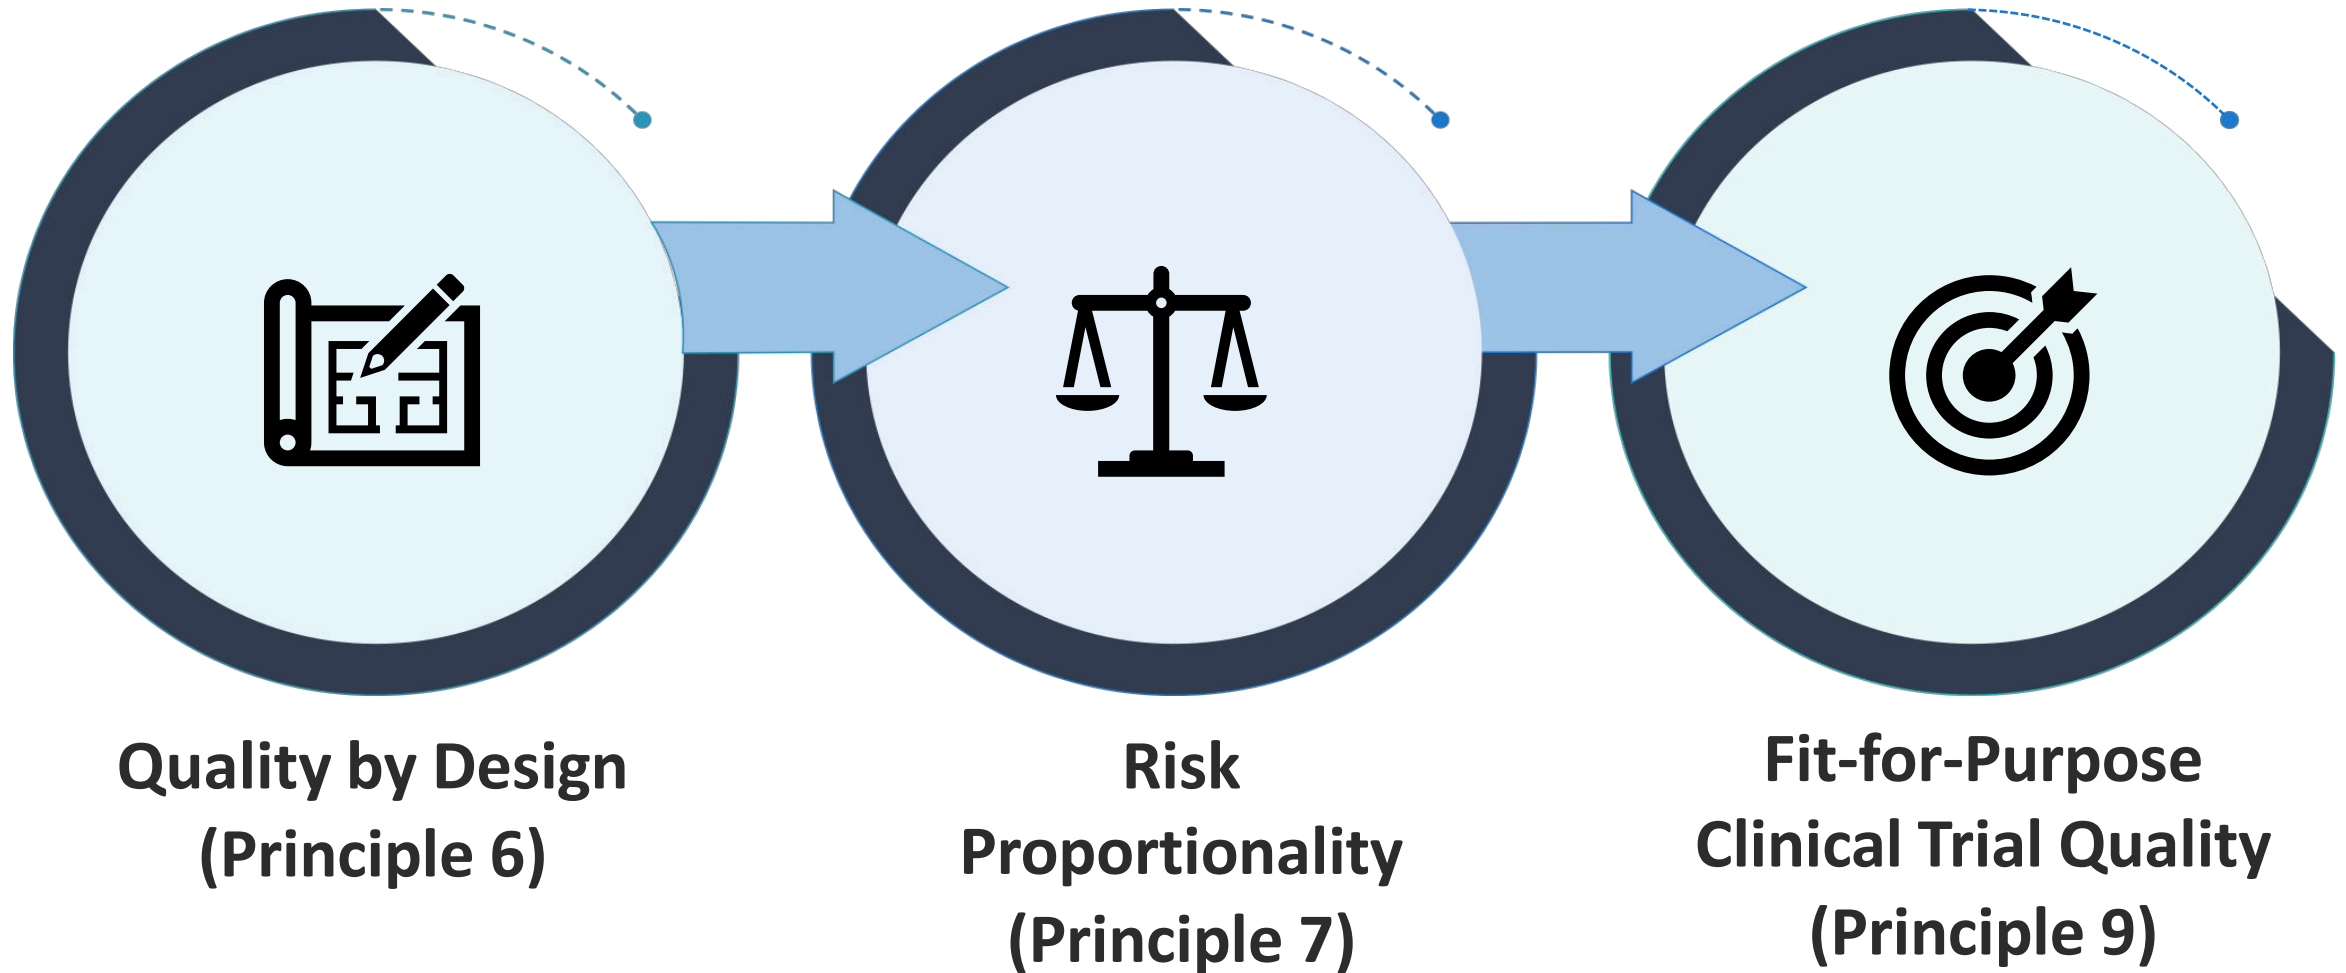 Quality by Design
(Principle 6)
Risk
Proportionality
(Principle 7)
Fit-for-Purpose
Clinical Trial Quality
(Principle 9)